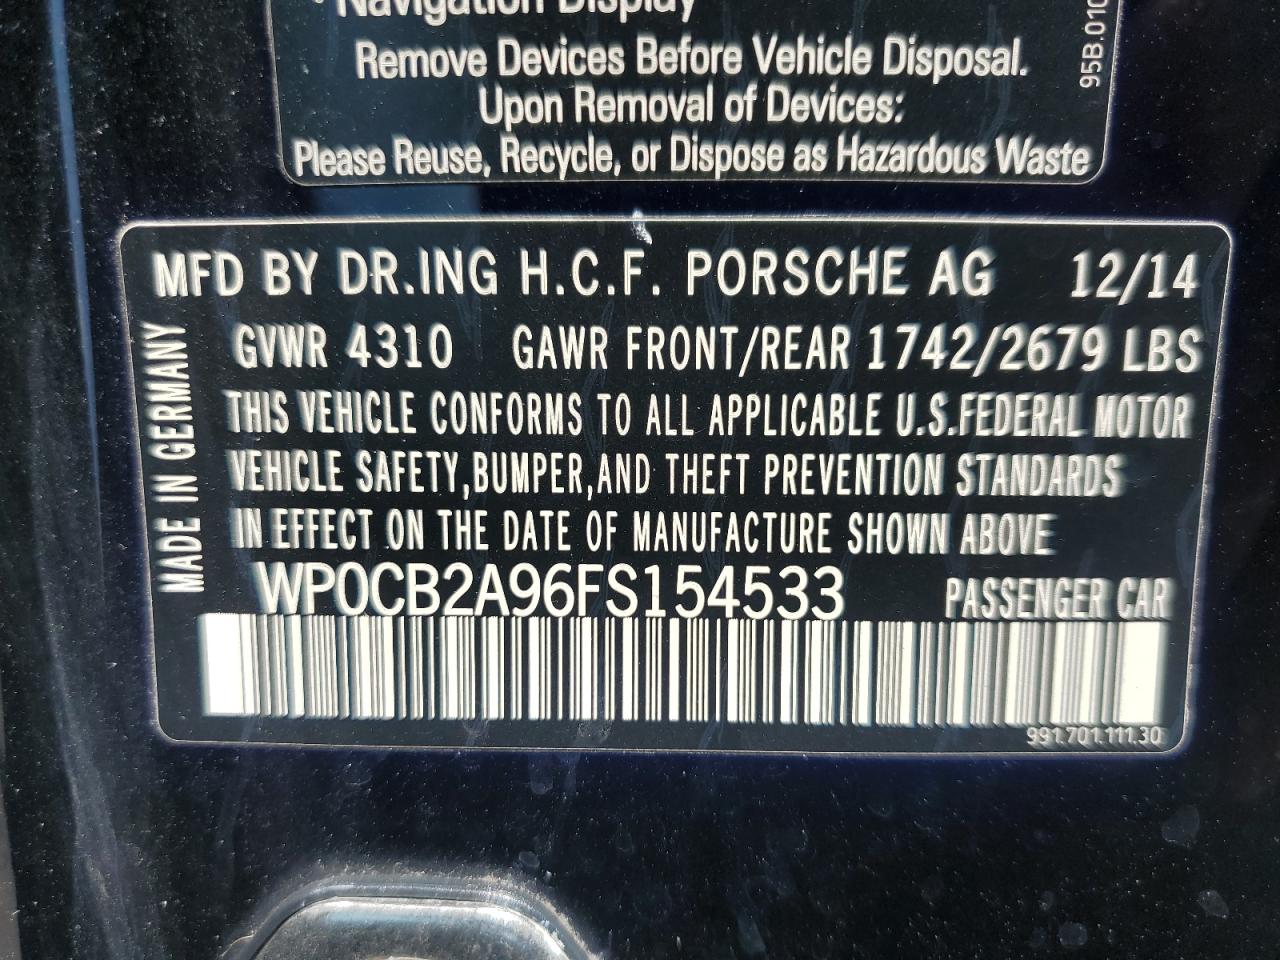 Navigation Display
Remove Devices Before Vehicle Disposal.
Upon Removal of Devices:
Please Reuse, Recycle, or Dispose as Hazardous Waste
95B.010
MFD BY DR.ING H.C.F. PORSCHE AG 12/14
GVWR 4310 GAWR FRONT/REAR 1742/2679 LBS
THIS VEHICLE CONFORMS TO ALL APPLICABLE U.S.FEDERAL MOTOR
VEHICLE SAFETY,BUMPER,AND THEFT PREVENTION STANDARDS
IN EFFECT ON THE DATE OF MANUFACTURE SHOWN ABOVE
MADE IN GERMANY
WP0CB2A96FS154533 PASSENGER CAR
991.701.111.30